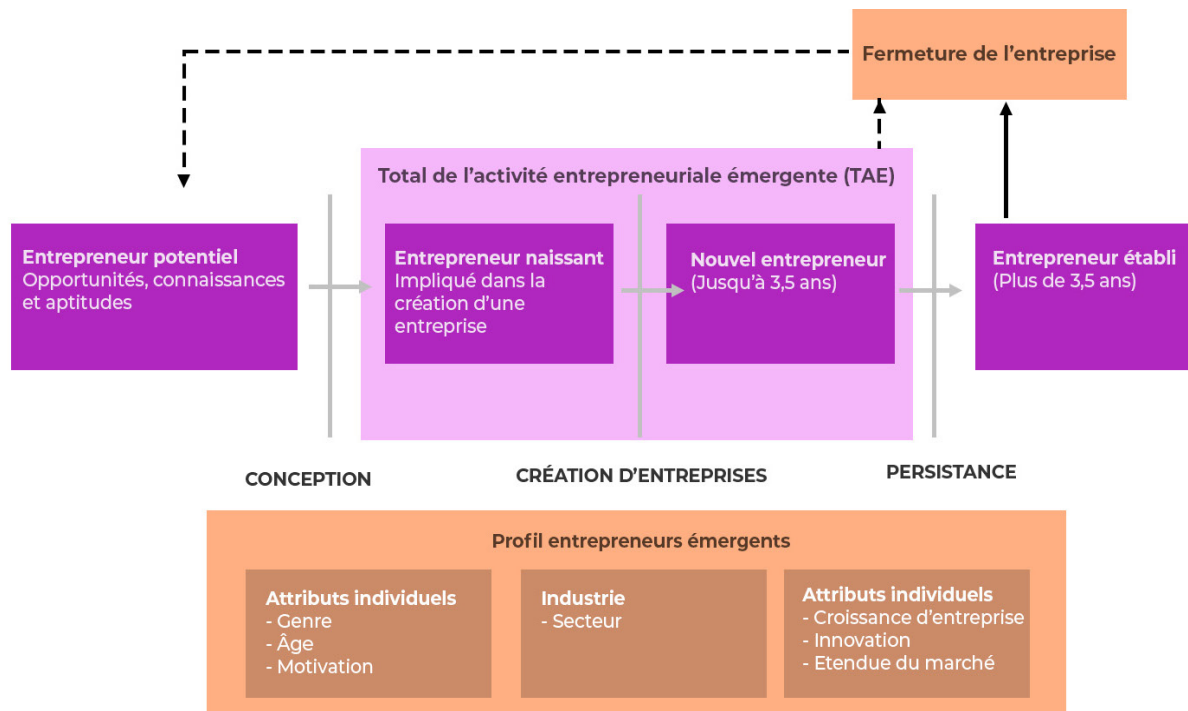 Fermeture de l’entreprise
Total de l’activité entrepreneuriale émergente (TAE)
Entrepreneur potentiel
Opportunités, connaissances
et aptitudes
Entrepreneur naissant
Impliqué dans la
création d’une
entreprise
Nouvel entrepreneur
(Jusqu’à 3,5 ans)
Entrepreneur établi
(Plus de 3,5 ans)
CONCEPTION
CRÉATION D’ENTREPRISES
PERSISTANCE
Profil entrepreneurs émergents
Attributs individuels
- Genre
- Âge
- Motivation
Industrie
- Secteur
Attributs individuels
- Croissance d’entreprise
- Innovation
- Etendue du marché